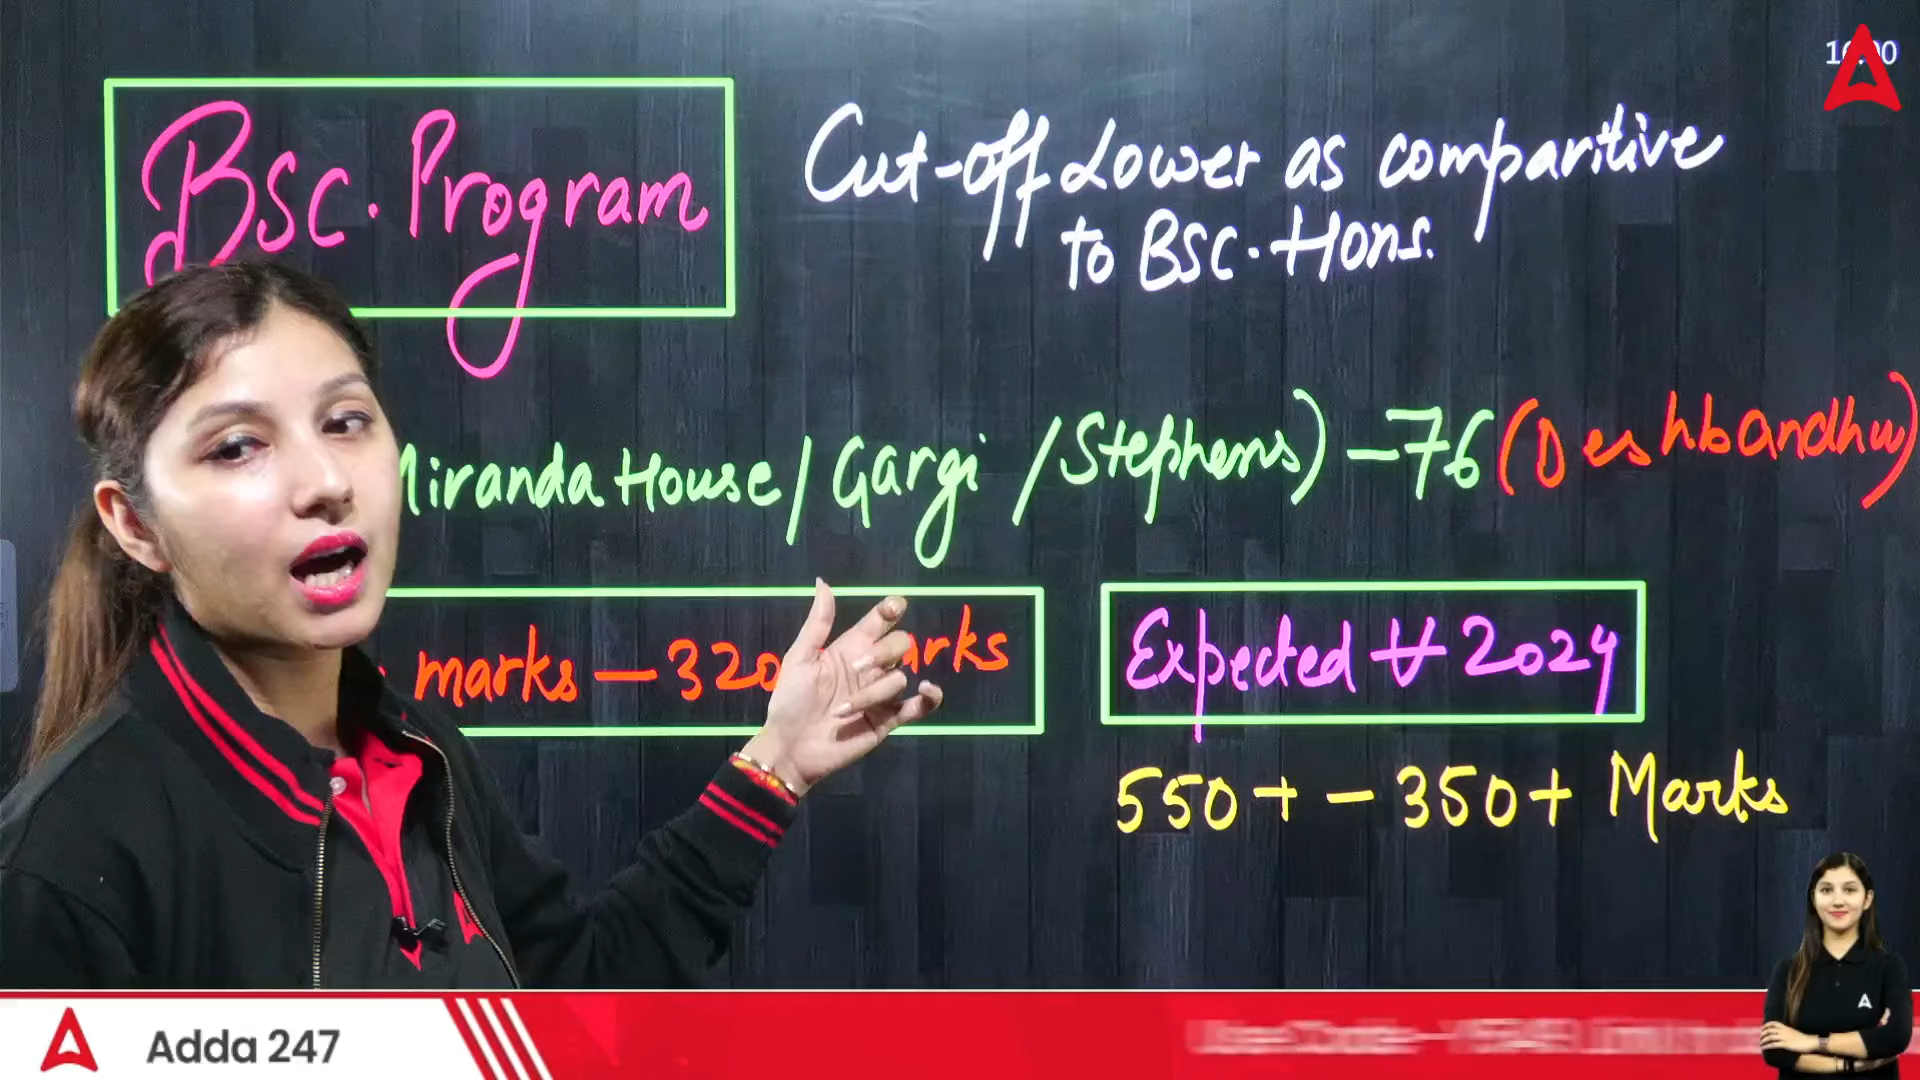 BSC. Program
Cut-off Lower as comparitive
to BSC. Hons.
Miranda House / Gargi / Stephens) - 76 (Deshbandhu)
marks - 320 marks
Expected 2024
550+ - 350+ Marks
Adda 247